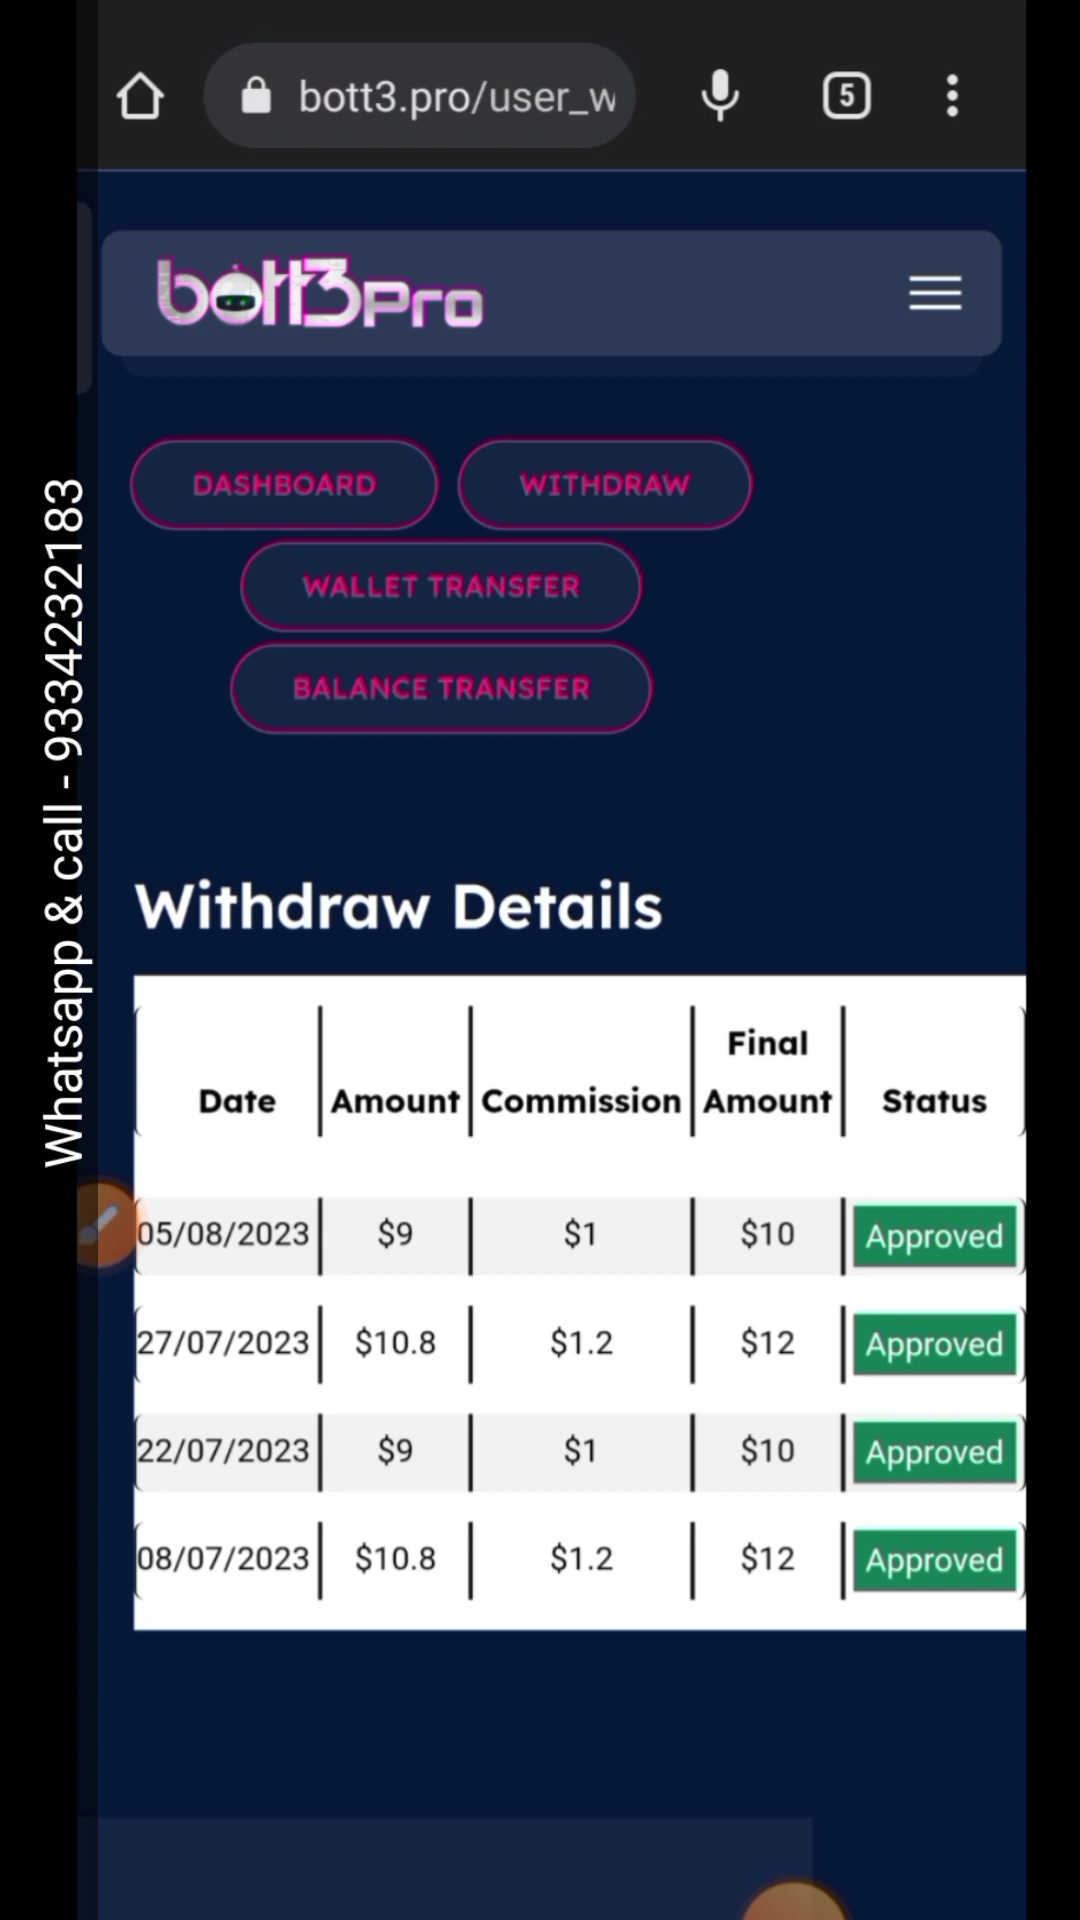 bott3.pro/user_w
5
bott3Pro
DASHBOARD
WITHDRAW
WALLET TRANSFER
BALANCE TRANSFER
Whatsapp & call - 9334232183
Withdraw Details
Date Amount Commission Final Amount Status
05/08/2023 $9 $1 $10 Approved
27/07/2023 $10.8 $1.2 $12 Approved
22/07/2023 $9 $1 $10 Approved
08/07/2023 $10.8 $1.2 $12 Approved